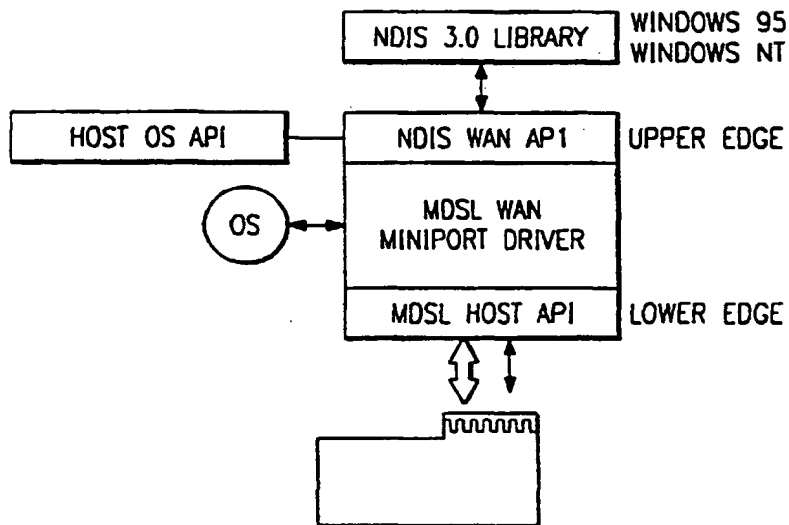 NDIS 3.0 LIBRARY
WINDOWS 95
WINDOWS NT
HOST OS API
NDIS WAN AP1
UPPER EDGE
OS
MDSL WAN
MINIPORT DRIVER
MDSL HOST API
LOWER EDGE